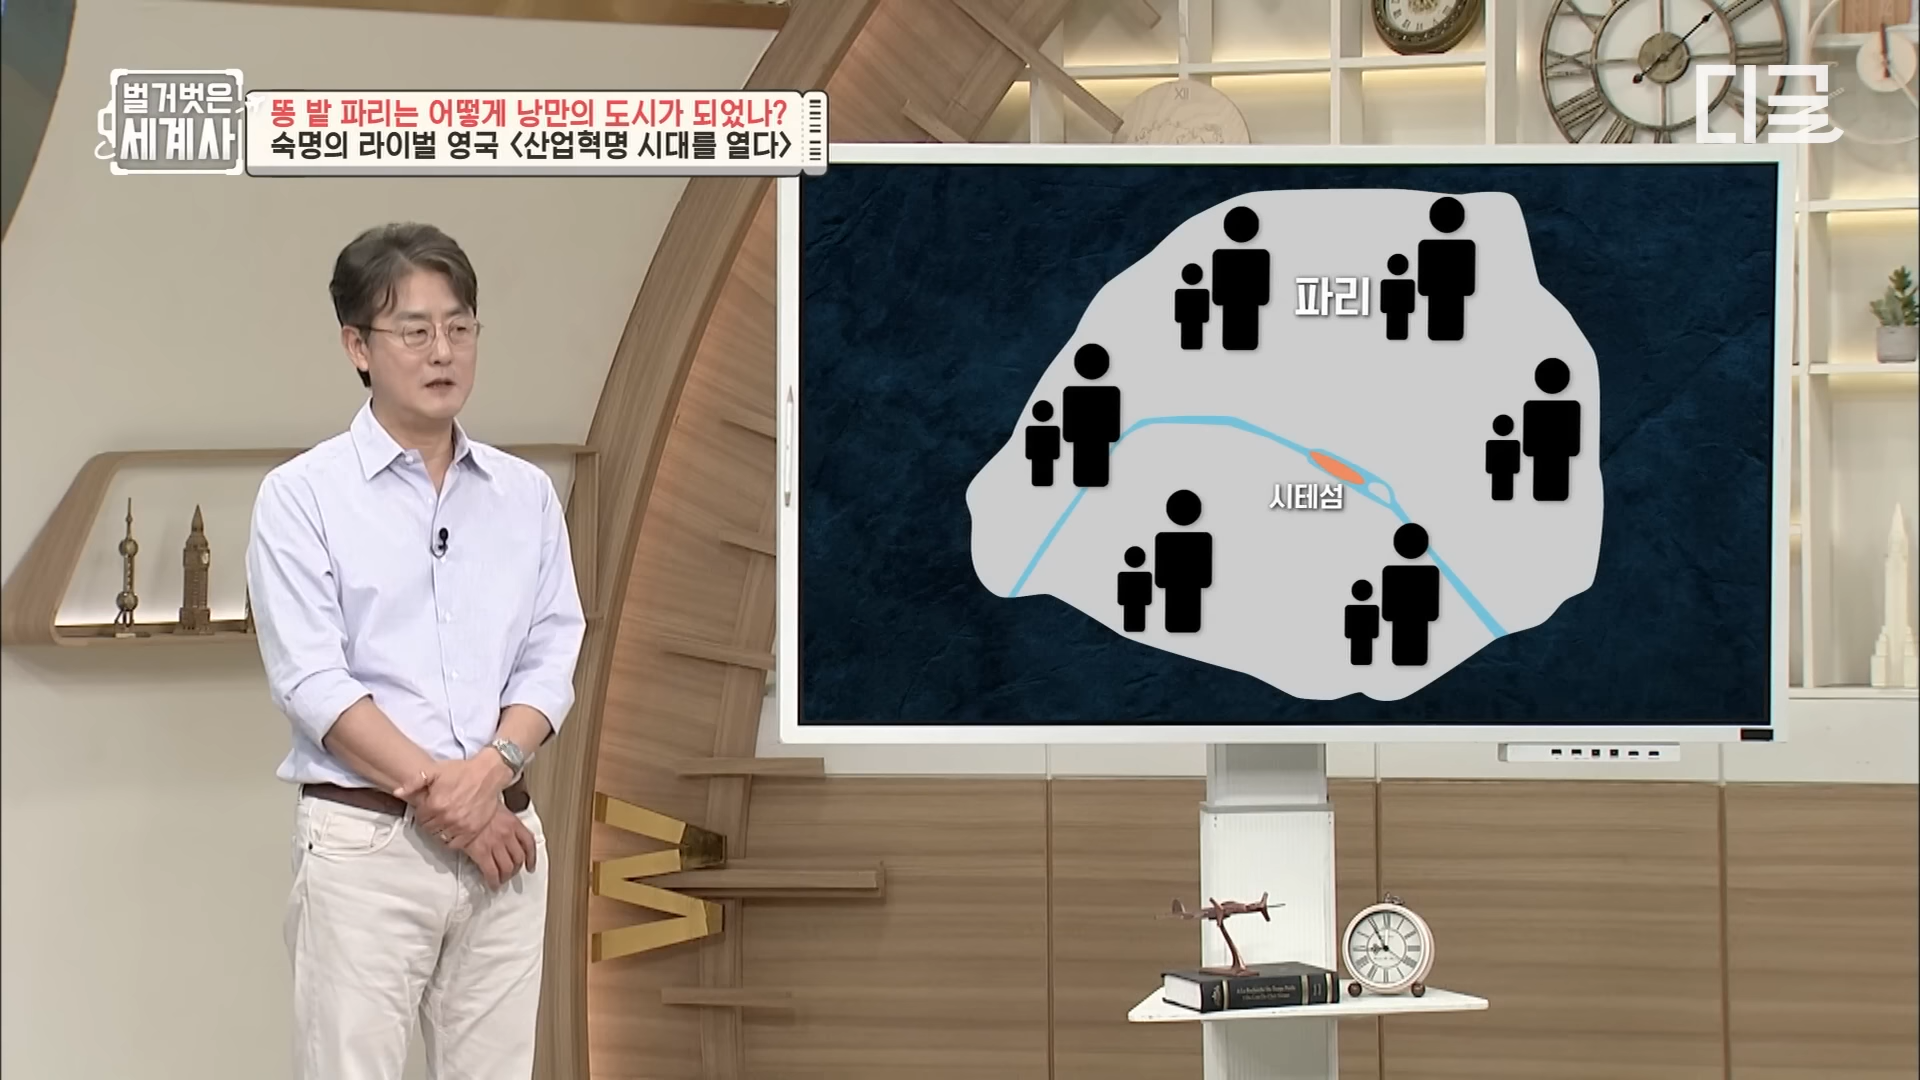 벌거벗은
세계사
똥 밭 파리는 어떻게 낭만의 도시가 되었나?
숙명의 라이벌 영국 <산업혁명 시대를 열다>
디글
XII
파리
시테섬
W